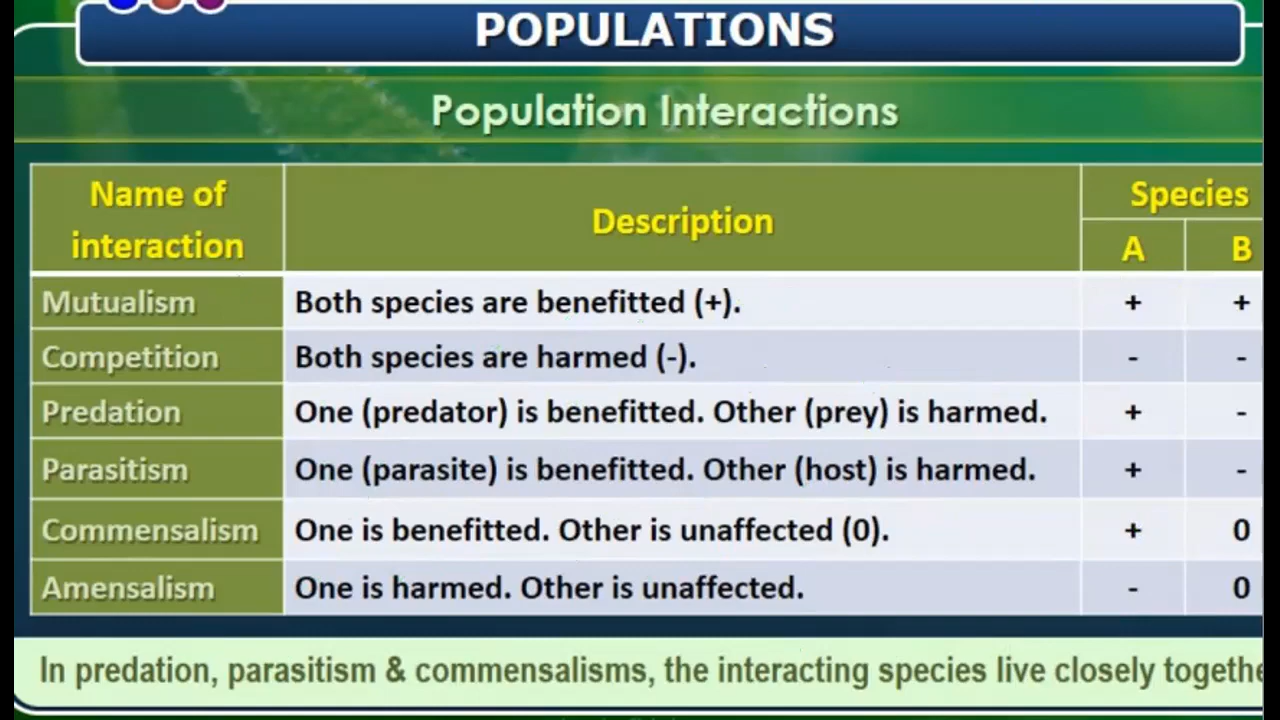 POPULATIONS
Population Interactions
Name of interaction Description Species
A B
Mutualism Both species are benefitted (+). + +
Competition Both species are harmed (-). - -
Predation One (predator) is benefitted. Other (prey) is harmed. + -
Parasitism One (parasite) is benefitted. Other (host) is harmed. + -
Commensalism One is benefitted. Other is unaffected (0). + 0
Amensalism One is harmed. Other is unaffected. - 0
In predation, parasitism & commensalisms, the interacting species live closely togethe